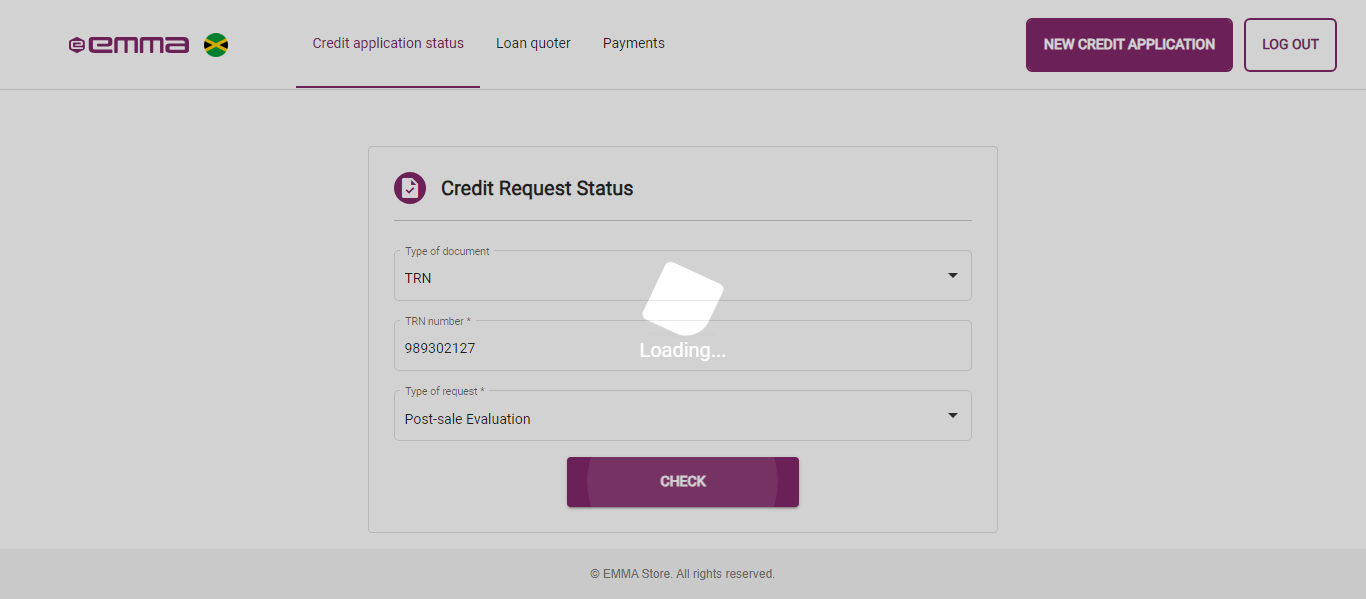 emma
Credit application status
Loan quoter
Payments
NEW CREDIT APPLICATION
LOG OUT
Credit Request Status
Type of document
TRN
TRN number *
989302127
Loading...
Type of request *
Post-sale Evaluation
CHECK
© EMMA Store. All rights reserved.